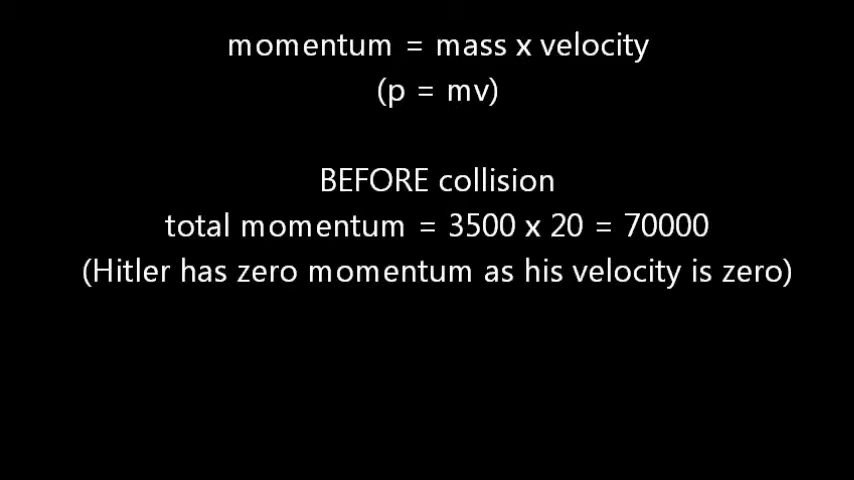 momentum = mass x velocity
(p = mv)
BEFORE collision
total momentum = 3500 x 20 = 70000
(Hitler has zero momentum as his velocity is zero)